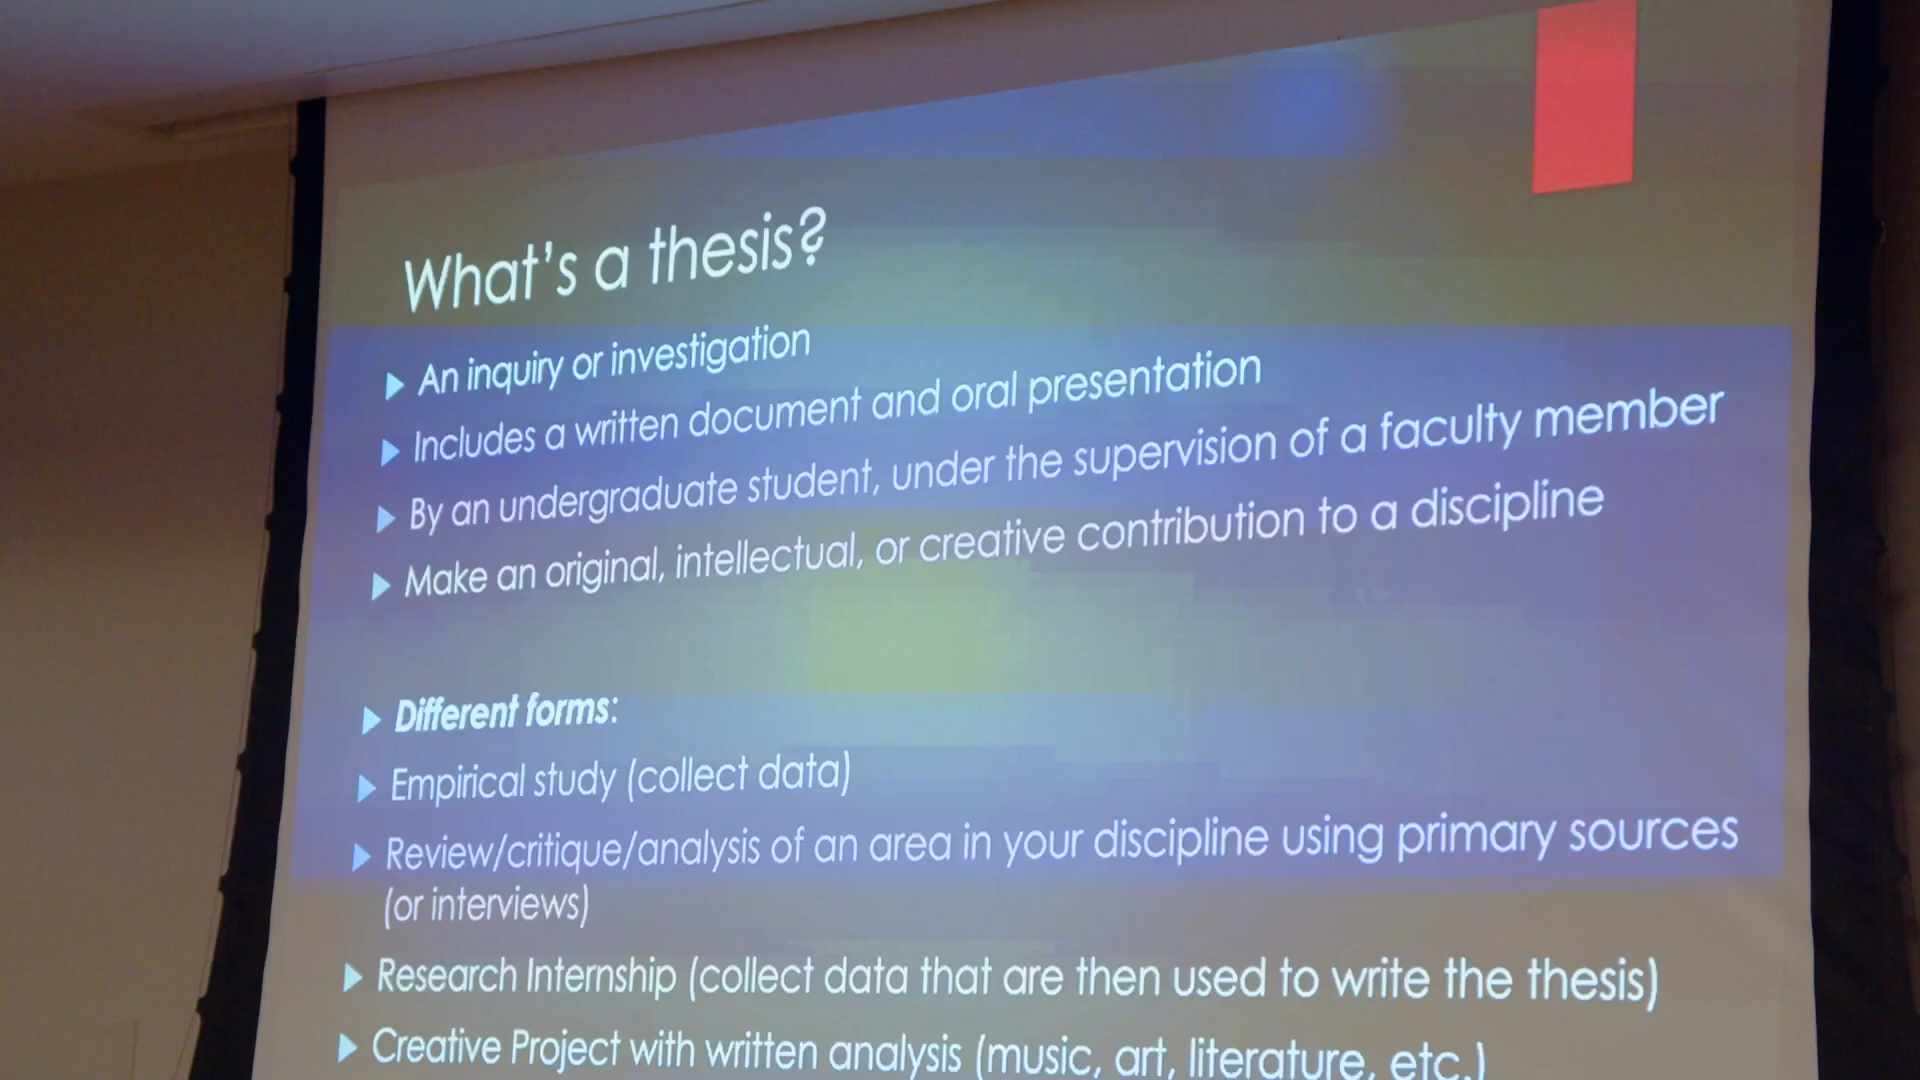 What's a thesis?
An inquiry or investigation
Includes a written document and oral presentation
By an undergraduate student, under the supervision of a faculty member
Make an original, intellectual, or creative contribution to a discipline
Different forms:
Empirical study (collect data)
Review/critique/analysis of an area in your discipline using primary sources
(or interviews)
Research Internship (collect data that are then used to write the thesis)
Creative Project with written analysis (music, art, literature, etc.)